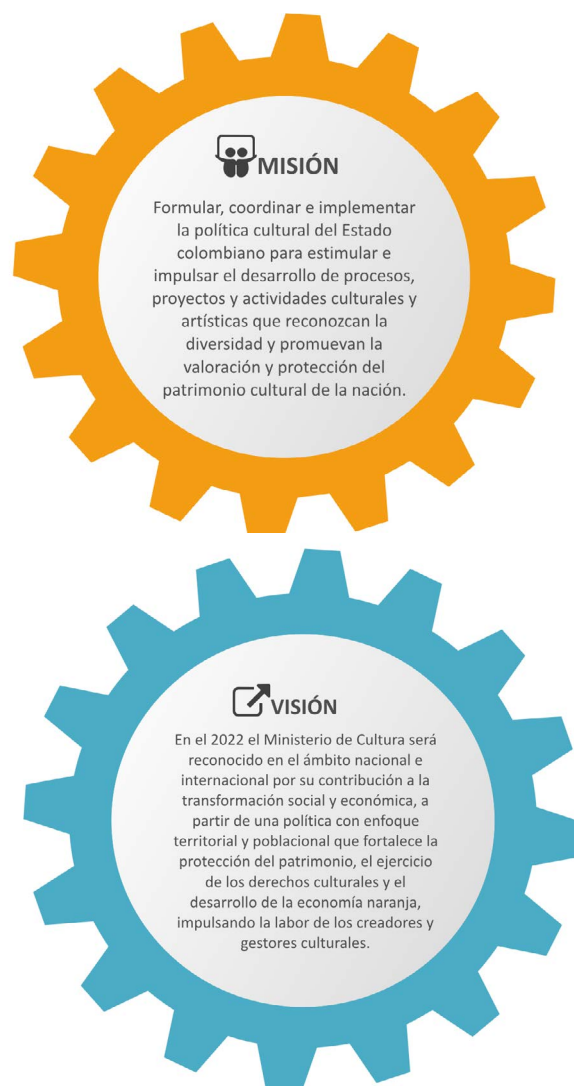 MISIÓN
Formular, coordinar e implementar
la política cultural del Estado
colombiano para estimular e
impulsar el desarrollo de procesos,
proyectos y actividades culturales y
artísticas que reconozcan la
diversidad y promuevan la
valoración y protección del
patrimonio cultural de la nación.
VISIÓN
En el 2022 el Ministerio de Cultura será
reconocido en el ámbito nacional e
internacional por su contribución a la
transformación social y económica, a
partir de una política con enfoque
territorial y poblacional que fortalece la
protección del patrimonio, el ejercicio
de los derechos culturales y el
desarrollo de la economía naranja,
impulsando la labor de los creadores y
gestores culturales.